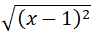 √(x − 1)²